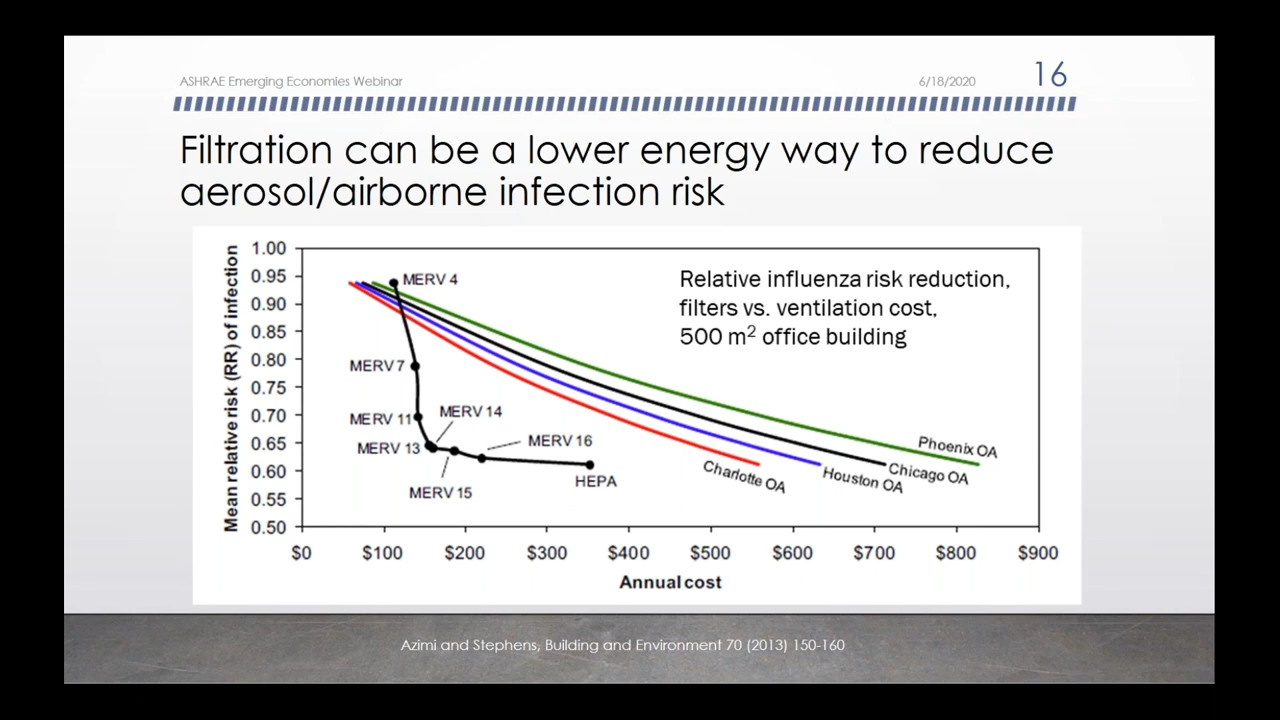 ASHRAE Emerging Economies Webinar
6/18/2020
16
Filtration can be a lower energy way to reduce
aerosol/airborne infection risk
Mean relative risk (RR) of infection
1.00
0.95
0.90
0.85
0.80
0.75
0.70
0.65
0.60
0.55
0.50
Relative influenza risk reduction,
filters vs. ventilation cost,
500 m² office building
MERV 4
MERV 7
MERV 11
MERV 14
MERV 13
MERV 16
MERV 15
HEPA
Phoenix OA
Charlotte OA
Houston OA
Chicago OA
$0
$100
$200
$300
$400
$500
$600
$700
$800
$900
Annual cost
Azimi and Stephens, Building and Environment 70 (2013) 150-160